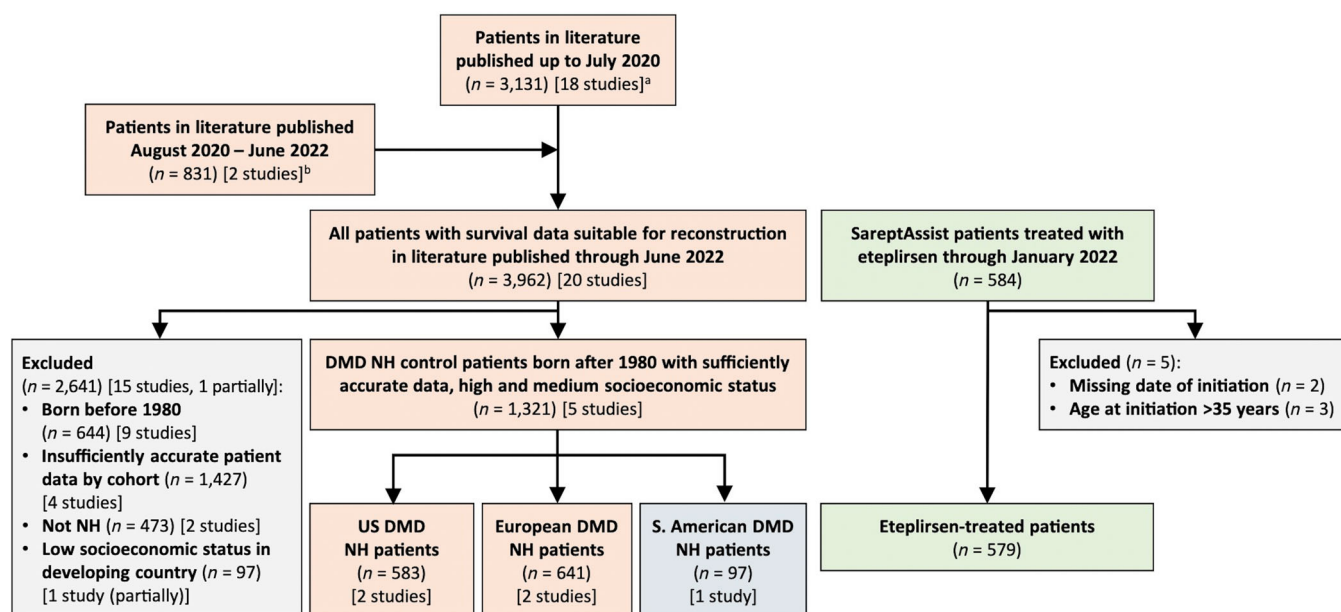 Patients in literature
published up to July 2020
(n = 3,131) [18 studies]ᵃ
Patients in literature published
August 2020 – June 2022
(n = 831) [2 studies]ᵇ
All patients with survival data suitable for reconstruction
in literature published through June 2022
(n = 3,962) [20 studies]
SareptAssist patients treated with
eteplirsen through January 2022
(n = 584)
Excluded
(n = 2,641) [15 studies, 1 partially]:
• Born before 1980
(n = 644) [9 studies]
• Insufficiently accurate patient
data by cohort (n = 1,427)
[4 studies]
• Not NH (n = 473) [2 studies]
• Low socioeconomic status in
developing country (n = 97)
[1 study (partially)]
DMD NH control patients born after 1980 with sufficiently
accurate data, high and medium socioeconomic status
(n = 1,321) [5 studies]
Excluded (n = 5):
• Missing date of initiation (n = 2)
• Age at initiation >35 years (n = 3)
US DMD
NH patients
(n = 583)
[2 studies]
European DMD
NH patients
(n = 641)
[2 studies]
S. American DMD
NH patients
(n = 97)
[1 study]
Eteplirsen-treated patients
(n = 579)